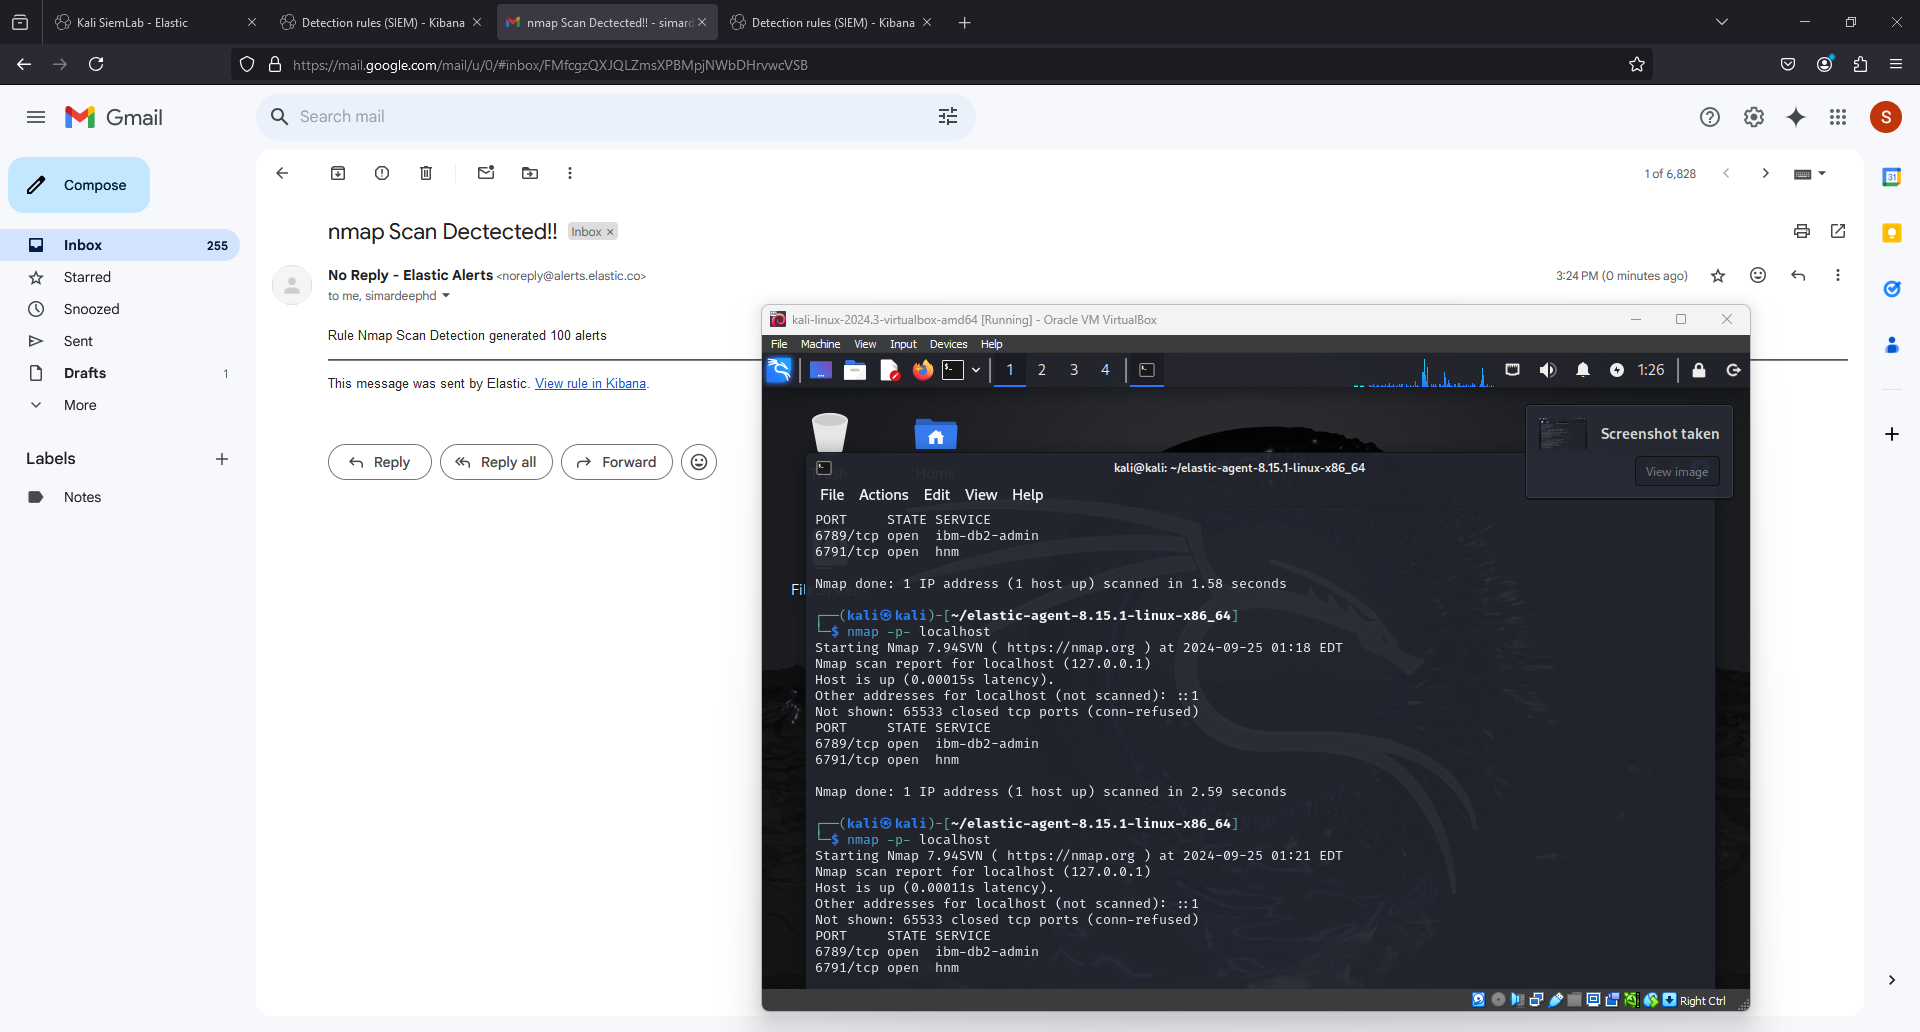 Kali SiemLab - Elastic
Detection rules (SIEM) - Kibana
nmap Scan Dectected!! - simard
Detection rules (SIEM) - Kibana
https://mail.google.com/mail/u/0/#inbox/FMfcgzQXJQLZmsXPBMpjNWbDHrvwcVSB
Gmail
Search mail
S
Compose
1 of 6,828
31
nmap Scan Dectected!!
Inbox ×
Inbox 255
Starred
Snoozed
Sent
Drafts 1
More
Labels
Notes
No Reply - Elastic Alerts <noreply@alerts.elastic.co>
3:24 PM (0 minutes ago)
to me, simardeephd
Rule Nmap Scan Detection generated 100 alerts
This message was sent by Elastic. View rule in Kibana.
Reply
Reply all
Forward
kali-linux-2024.3-virtualbox-amd64 [Running] - Oracle VM VirtualBox
File Machine View Input Devices Help
1 2 3 4
1:26
Screenshot taken
View image
Home
kali@kali: ~/elastic-agent-8.15.1-linux-x86_64
File Actions Edit View Help
PORT     STATE SERVICE
6789/tcp open  ibm-db2-admin
6791/tcp open  hnm
Nmap done: 1 IP address (1 host up) scanned in 1.58 seconds
File System
┌──(kali㉿kali)-[~/elastic-agent-8.15.1-linux-x86_64]
└─$ nmap -p- localhost
Starting Nmap 7.94SVN ( https://nmap.org ) at 2024-09-25 01:18 EDT
Nmap scan report for localhost (127.0.0.1)
Host is up (0.00015s latency).
Other addresses for localhost (not scanned): ::1
Not shown: 65533 closed tcp ports (conn-refused)
PORT     STATE SERVICE
6789/tcp open  ibm-db2-admin
6791/tcp open  hnm
Nmap done: 1 IP address (1 host up) scanned in 2.59 seconds
┌──(kali㉿kali)-[~/elastic-agent-8.15.1-linux-x86_64]
└─$ nmap -p- localhost
Starting Nmap 7.94SVN ( https://nmap.org ) at 2024-09-25 01:21 EDT
Nmap scan report for localhost (127.0.0.1)
Host is up (0.00011s latency).
Other addresses for localhost (not scanned): ::1
Not shown: 65533 closed tcp ports (conn-refused)
PORT     STATE SERVICE
6789/tcp open  ibm-db2-admin
6791/tcp open  hnm
Right Ctrl